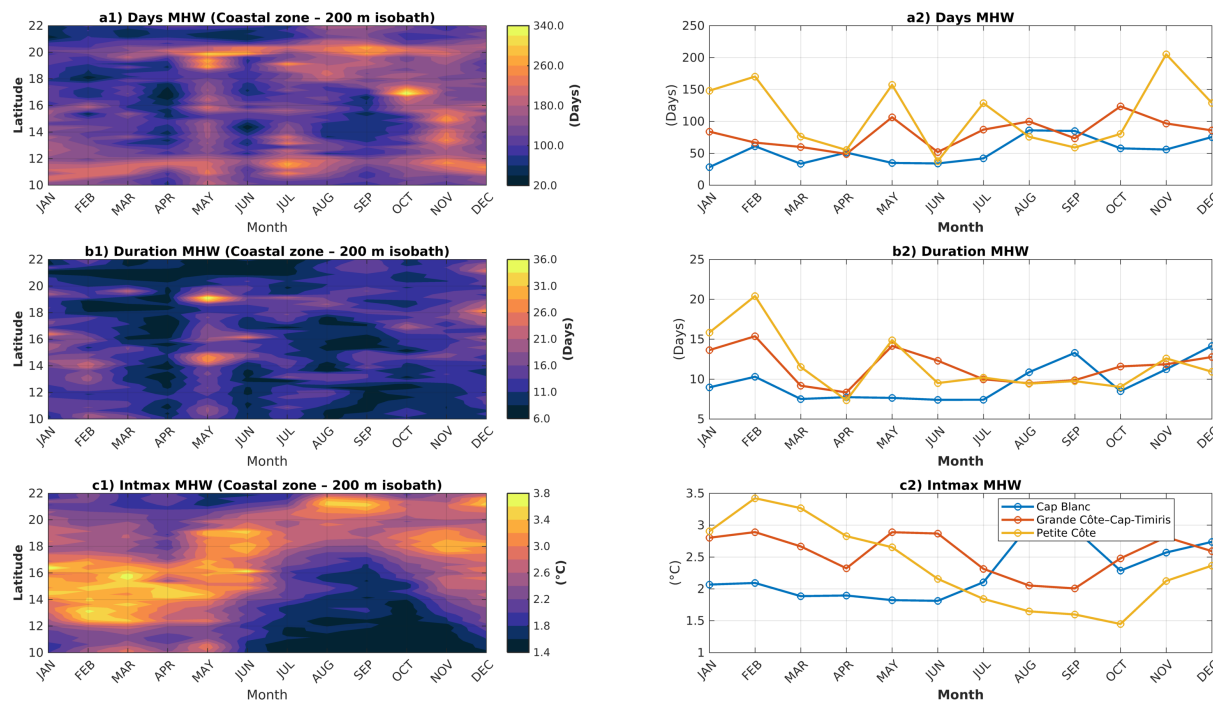 a1) Days MHW (Coastal zone – 200 m isobath)
22
20
18
16
14
12
10
Latitude
JAN FEB MAR APR MAY JUN JUL AUG SEP OCT NOV DEC
Month
340.0
260.0
180.0
100.0
20.0
(Days)
a2) Days MHW
250
200
150
100
50
0
(Days)
JAN FEB MAR APR MAY JUN JUL AUG SEP OCT NOV DEC
Month
b1) Duration MHW (Coastal zone – 200 m isobath)
22
20
18
16
14
12
10
Latitude
JAN FEB MAR APR MAY JUN JUL AUG SEP OCT NOV DEC
Month
36.0
31.0
26.0
21.0
16.0
11.0
6.0
(Days)
b2) Duration MHW
25
20
15
10
5
(Days)
JAN FEB MAR APR MAY JUN JUL AUG SEP OCT NOV DEC
Month
c1) Intmax MHW (Coastal zone – 200 m isobath)
22
20
18
16
14
12
10
Latitude
JAN FEB MAR APR MAY JUN JUL AUG SEP OCT NOV DEC
Month
3.8
3.4
3.0
2.6
2.2
1.8
1.4
(°C)
c2) Intmax MHW
3.5
3
2.5
2
1.5
1
(°C)
Cap Blanc
Grande Côte–Cap-Timiris
Petite Côte
JAN FEB MAR APR MAY JUN JUL AUG SEP OCT NOV DEC
Month